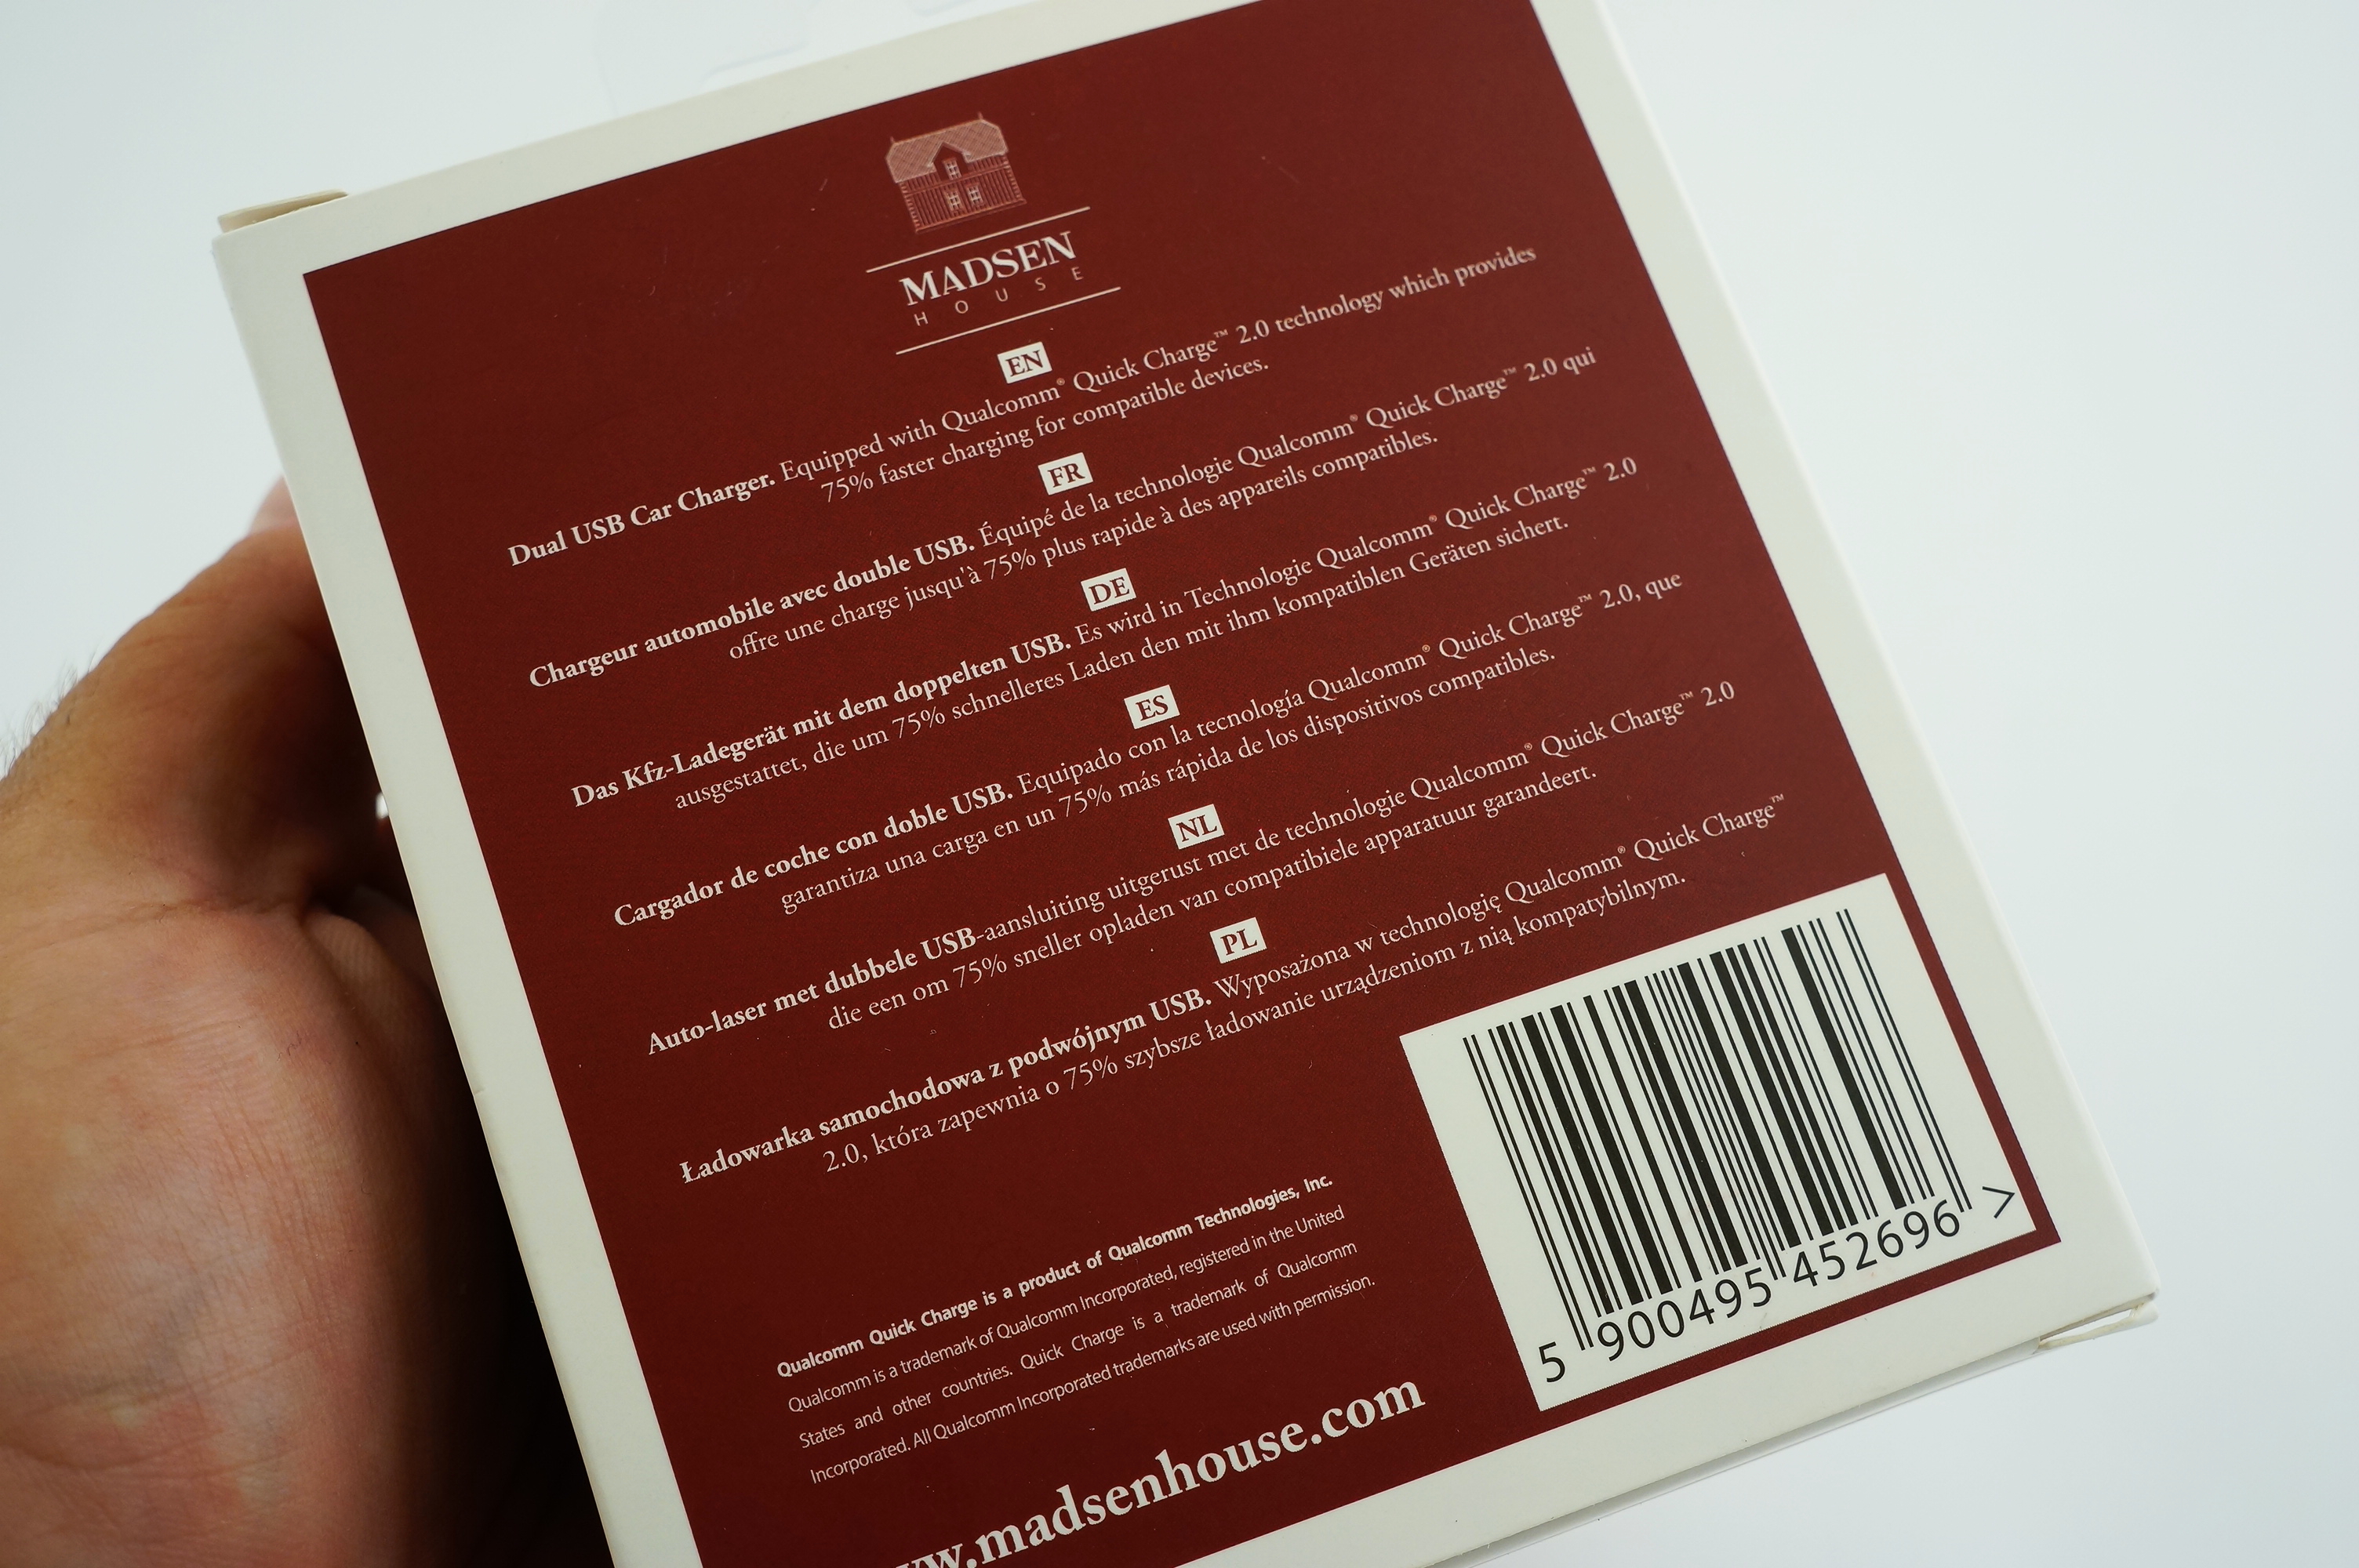 MADSEN
HOUSE
EN
Dual USB Car Charger. Equipped with Qualcomm® Quick Charge™ 2.0 technology which provides
75% faster charging for compatible devices.
FR
Chargeur automobile avec double USB. Équipé de la technologie Qualcomm® Quick Charge™ 2.0 qui
offre une charge jusqu'à 75% plus rapide à des appareils compatibles.
DE
Das Kfz-Ladegerät mit dem doppelten USB. Es wird in Technologie Qualcomm® Quick Charge™ 2.0
ausgestattet, die um 75% schnelleres Laden den mit ihm kompatiblen Geräten sichert.
ES
Cargador de coche con doble USB. Equipado con la tecnología Qualcomm® Quick Charge™ 2.0, que
garantiza una carga en un 75% más rápida de los dispositivos compatibles.
NL
Auto-laser met dubbele USB-aansluiting uitgerust met de technologie Qualcomm® Quick Charge™ 2.0
die een om 75% sneller opladen van compatibiele apparatuur garandeert.
PL
Ładowarka samochodowa z podwójnym USB. Wyposażona w technologię Qualcomm® Quick Charge™
2.0, która zapewnia o 75% szybsze ładowanie urządzeniom z nią kompatybilnym.
Qualcomm Quick Charge is a product of Qualcomm Technologies, Inc.
Qualcomm is a trademark of Qualcomm Incorporated, registered in the United
States and other countries. Quick Charge is a trademark of Qualcomm
Incorporated. All Qualcomm Incorporated trademarks are used with permission.
w.madsenhouse.com
5 900495 452696 >